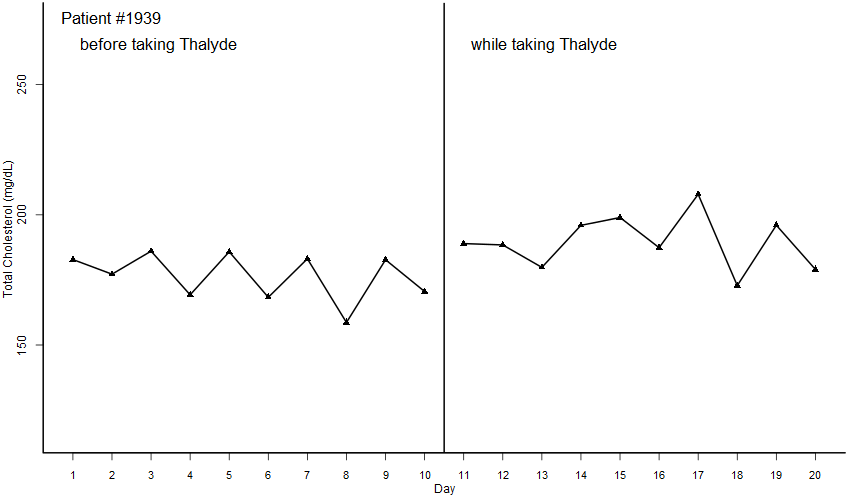 Patient #1939
before taking Thalyde
while taking Thalyde
Total Cholesterol (mg/dL)
250
200
150
1 2 3 4 5 6 7 8 9 10 11 12 13 14 15 16 17 18 19 20
Day